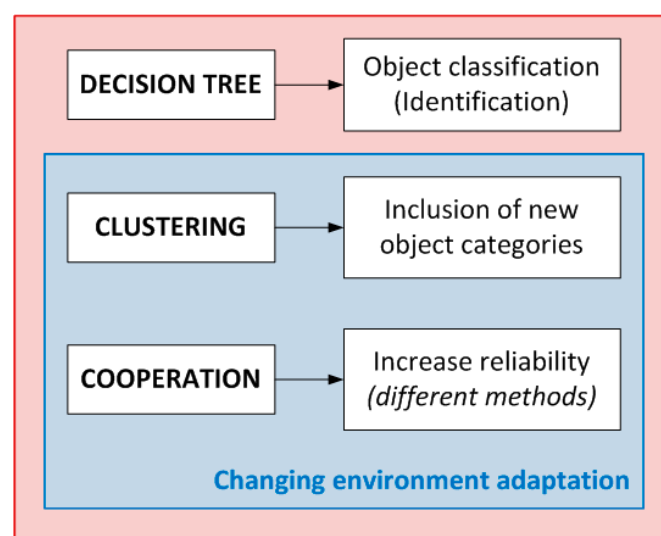 DECISION TREE
Object classification
(Identification)
CLUSTERING
Inclusion of new
object categories
COOPERATION
Increase reliability
(different methods)
Changing environment adaptation